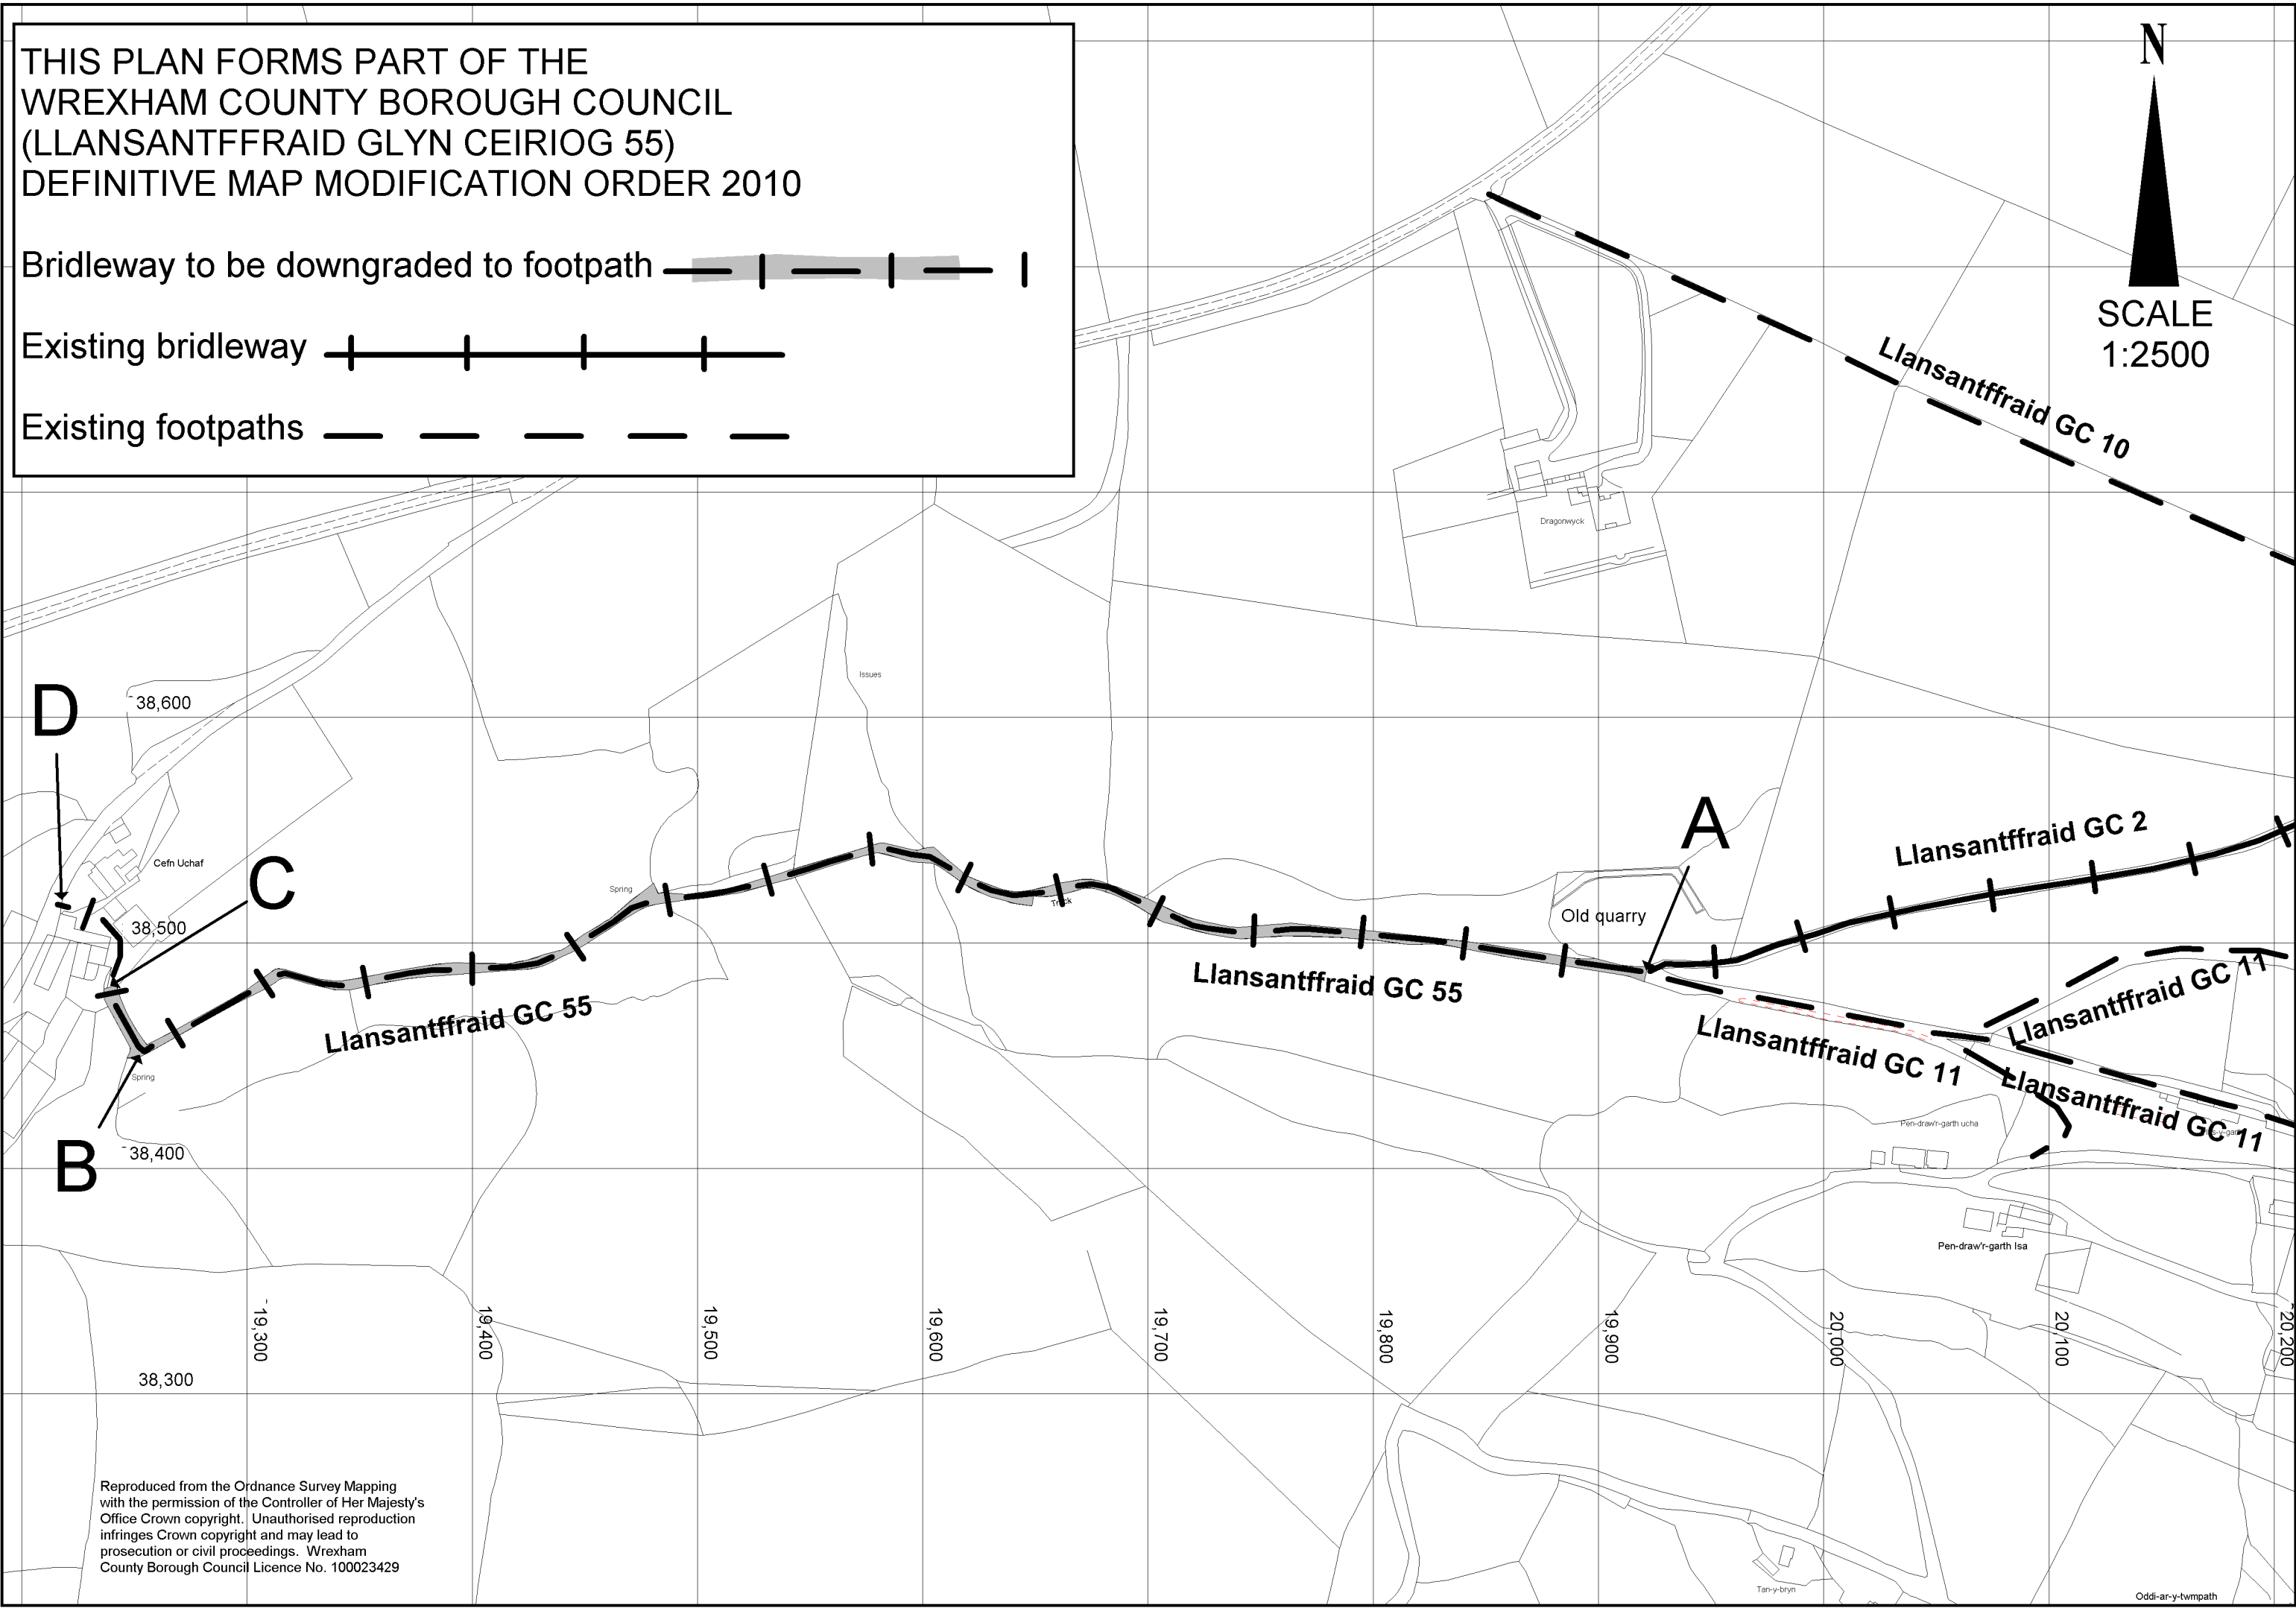 THIS PLAN FORMS PART OF THE
WREXHAM COUNTY BOROUGH COUNCIL
(LLANSANTFFRAID GLYN CEIRIOG 55)
DEFINITIVE MAP MODIFICATION ORDER 2010
Bridleway to be downgraded to footpath
Existing bridleway
Existing footpaths
N
SCALE
1:2500
Llansantffraid GC 10
Dragonwyck
Issues
38,600
D
A
Llansantffraid GC 2
Cefn Uchaf
C
Spring
Track
Old quarry
38,500
Llansantffraid GC 55
Llansantffraid GC 55
Llansantffraid GC 11
Llansantffraid GC 11
Llansantffraid GC 11
Spring
B
38,400
Pen-draw'r-garth ucha
Pen-draw'r-garth Isa
19,300
19,400
19,500
19,600
19,700
19,800
19,900
20,000
20,100
20,200
38,300
Reproduced from the Ordnance Survey Mapping
with the permission of the Controller of Her Majesty's
Office Crown copyright. Unauthorised reproduction
infringes Crown copyright and may lead to
prosecution or civil proceedings. Wrexham
County Borough Council Licence No. 100023429
Tan-y-bryn
Oddi-ar-y-twmpath